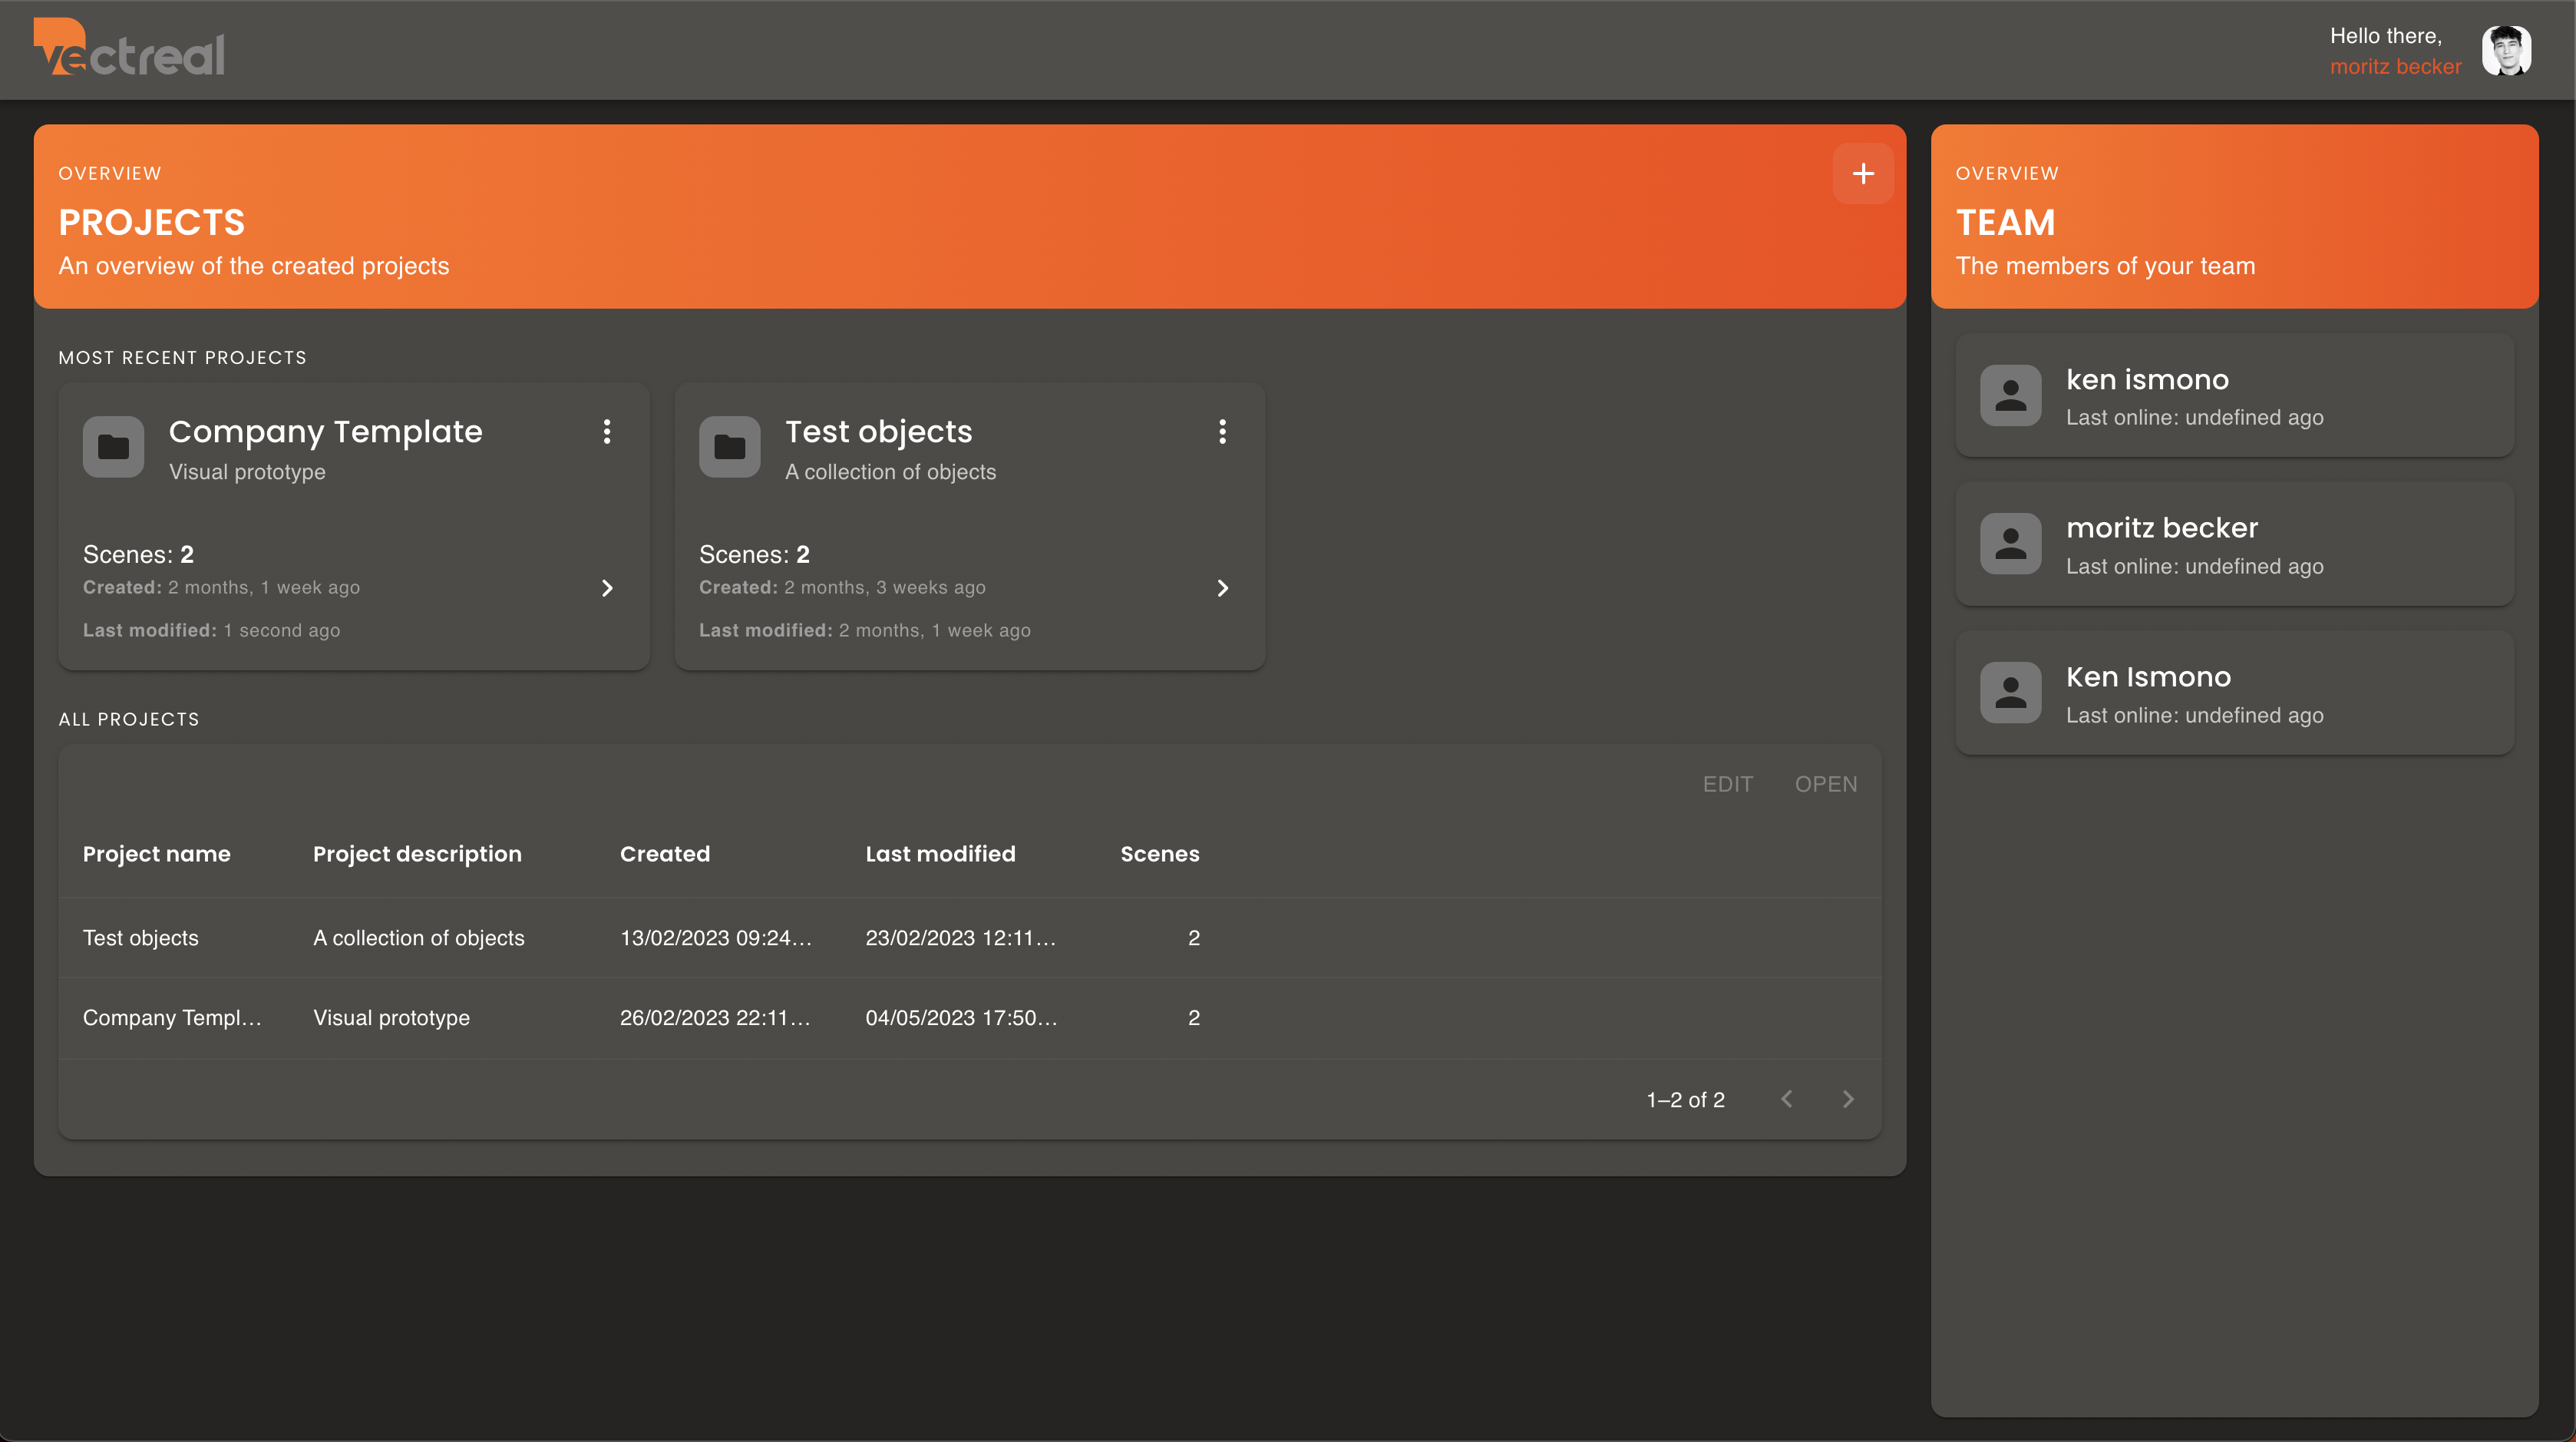 vectreal
Hello there,
moritz becker
OVERVIEW
PROJECTS
An overview of the created projects
MOST RECENT PROJECTS
Company Template
Visual prototype
Scenes: 2
Created: 2 months, 1 week ago
Last modified: 1 second ago
Test objects
A collection of objects
Scenes: 2
Created: 2 months, 3 weeks ago
Last modified: 2 months, 1 week ago
ALL PROJECTS
EDIT OPEN
Project name Project description Created Last modified Scenes
Test objects A collection of objects 13/02/2023 09:24... 23/02/2023 12:11... 2
Company Templ... Visual prototype 26/02/2023 22:11... 04/05/2023 17:50... 2
1–2 of 2
OVERVIEW
TEAM
The members of your team
ken ismono
Last online: undefined ago
moritz becker
Last online: undefined ago
Ken Ismono
Last online: undefined ago